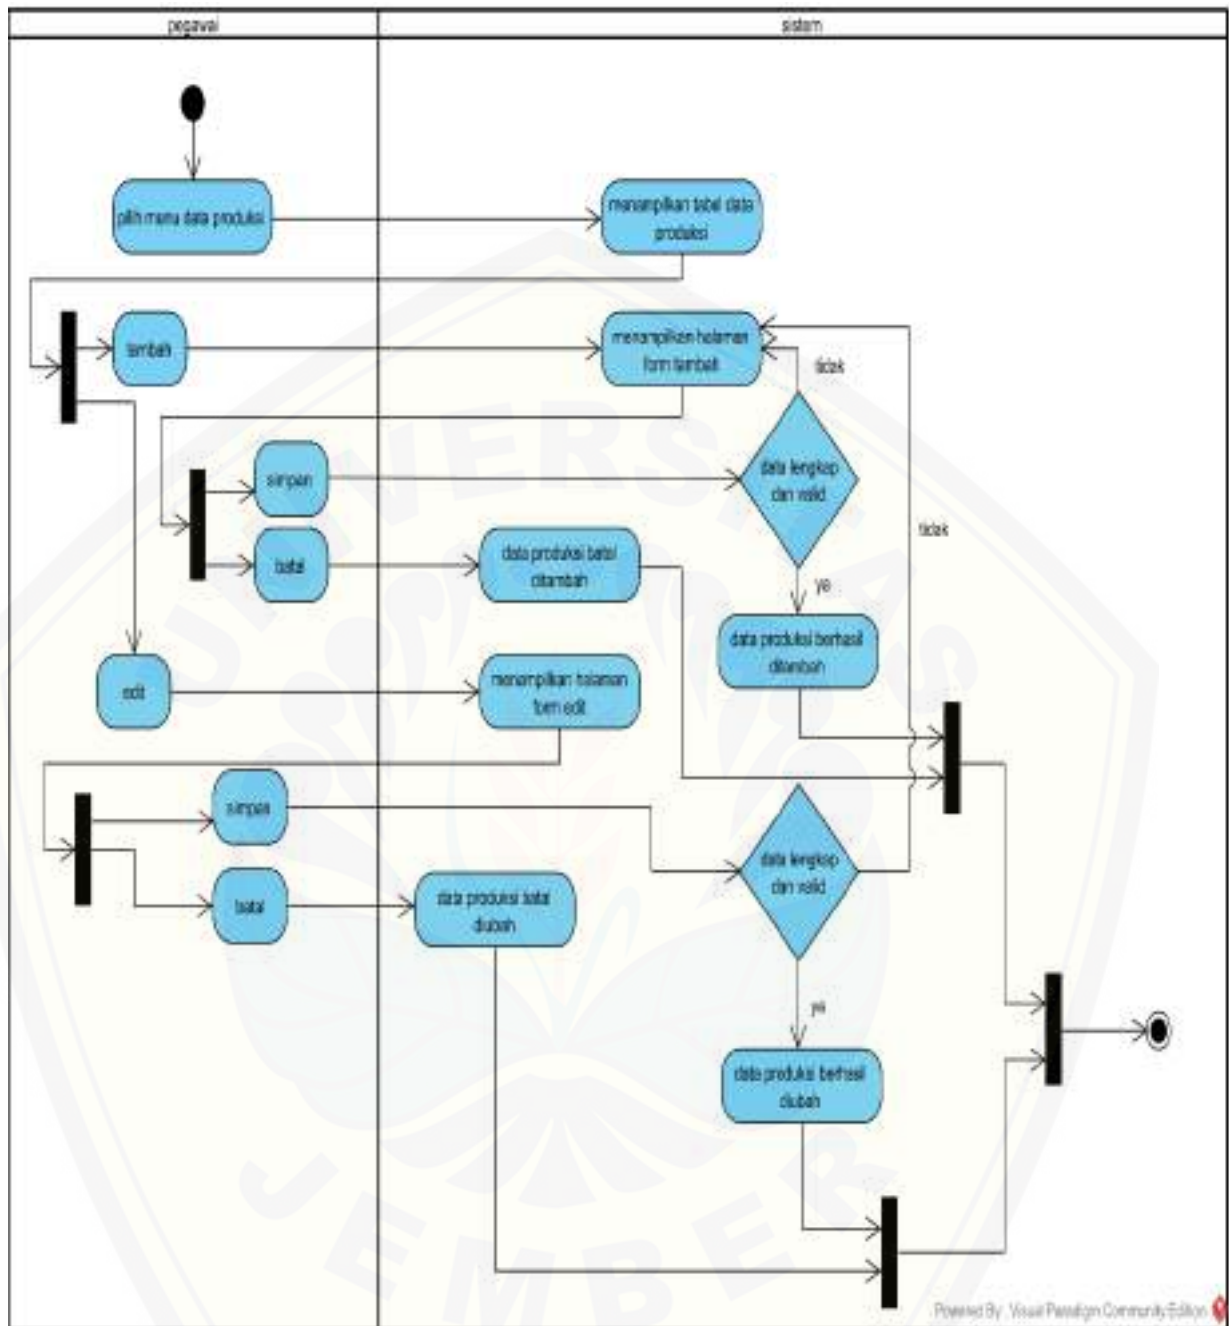 pegawai
sistem
pilih menu data produksi
menampilkan tabel data
produksi
tambah
menampilkan halaman
form tambah
tidak
simpan
data lengkap
dan valid
tidak
batal
data produksi batal
ditambah
ya
data produksi berhasil
ditambah
edit
menampilkan halaman
form edit
simpan
data lengkap
dan valid
batal
data produksi batal
diubah
ya
data produksi berhasil
diubah
UNIVERSITAS
JEMBER
Powered By : Visual Paradigm Community Edition